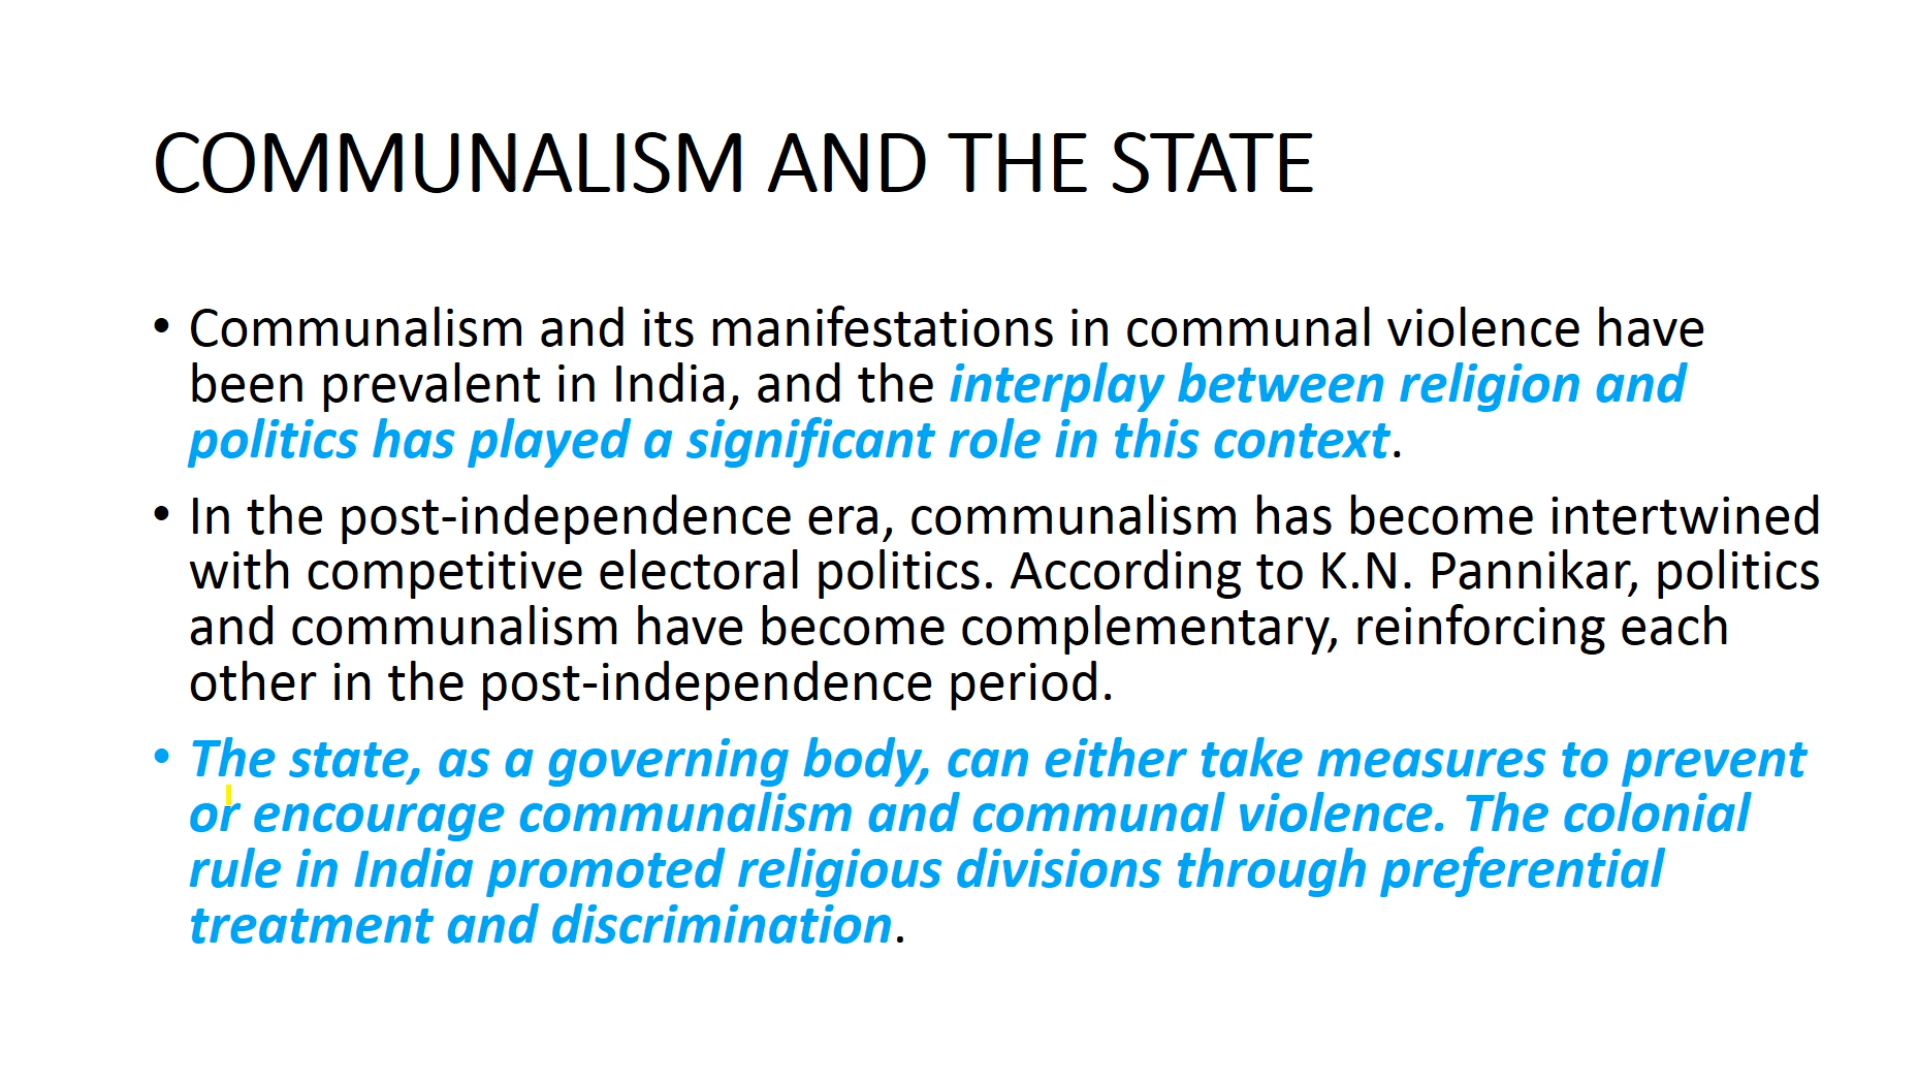 COMMUNALISM AND THE STATE
• Communalism and its manifestations in communal violence have
been prevalent in India, and the interplay between religion and
politics has played a significant role in this context.
• In the post-independence era, communalism has become intertwined
with competitive electoral politics. According to K.N. Pannikar, politics
and communalism have become complementary, reinforcing each
other in the post-independence period.
• The state, as a governing body, can either take measures to prevent
or encourage communalism and communal violence. The colonial
rule in India promoted religious divisions through preferential
treatment and discrimination.